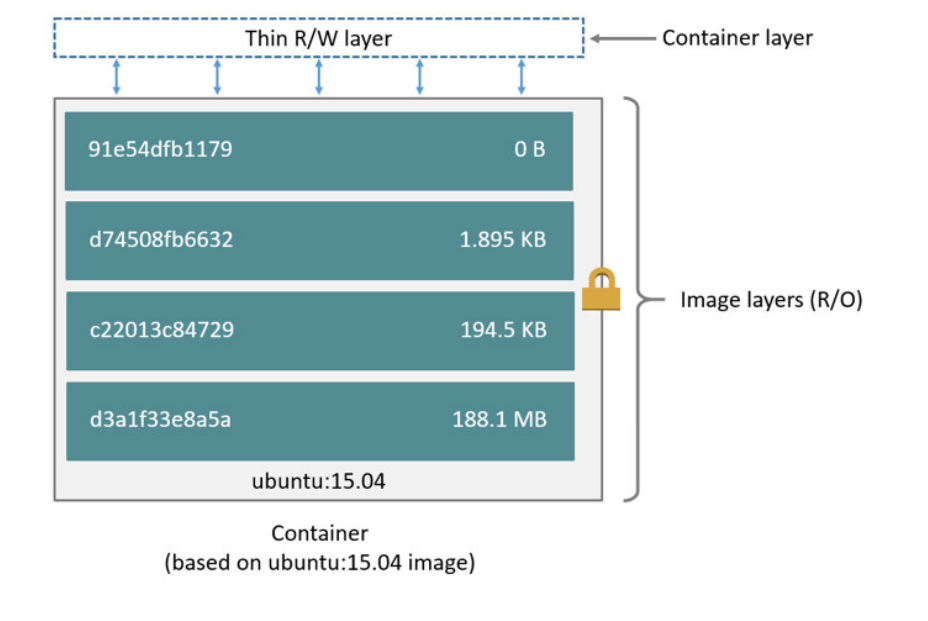 Thin R/W layer
Container layer
91e54dfb1179 0 B
d74508fb6632 1.895 KB
c22013c84729 194.5 KB
Image layers (R/O)
d3a1f33e8a5a 188.1 MB
ubuntu:15.04
Container
(based on ubuntu:15.04 image)